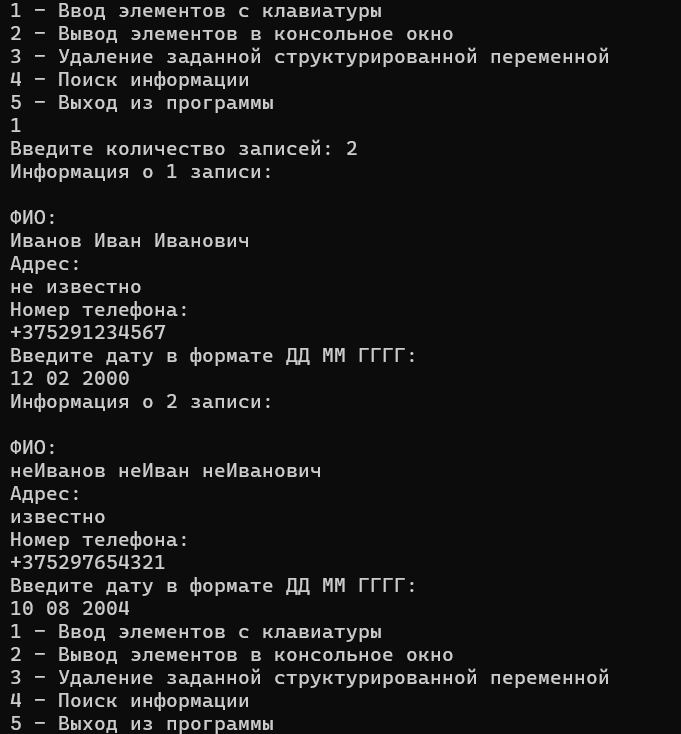 1 – Ввод элементов с клавиатуры
2 – Вывод элементов в консольное окно
3 – Удаление заданной структурированной переменной
4 – Поиск информации
5 – Выход из программы
1
Введите количество записей: 2
Информация о 1 записи:
ФИО:
Иванов Иван Иванович
Адрес:
не известно
Номер телефона:
+375291234567
Введите дату в формате ДД ММ ГГГГ:
12 02 2000
Информация о 2 записи:
ФИО:
неИванов неИван неИванович
Адрес:
известно
Номер телефона:
+375297654321
Введите дату в формате ДД ММ ГГГГ:
10 08 2004
1 – Ввод элементов с клавиатуры
2 – Вывод элементов в консольное окно
3 – Удаление заданной структурированной переменной
4 – Поиск информации
5 – Выход из программы